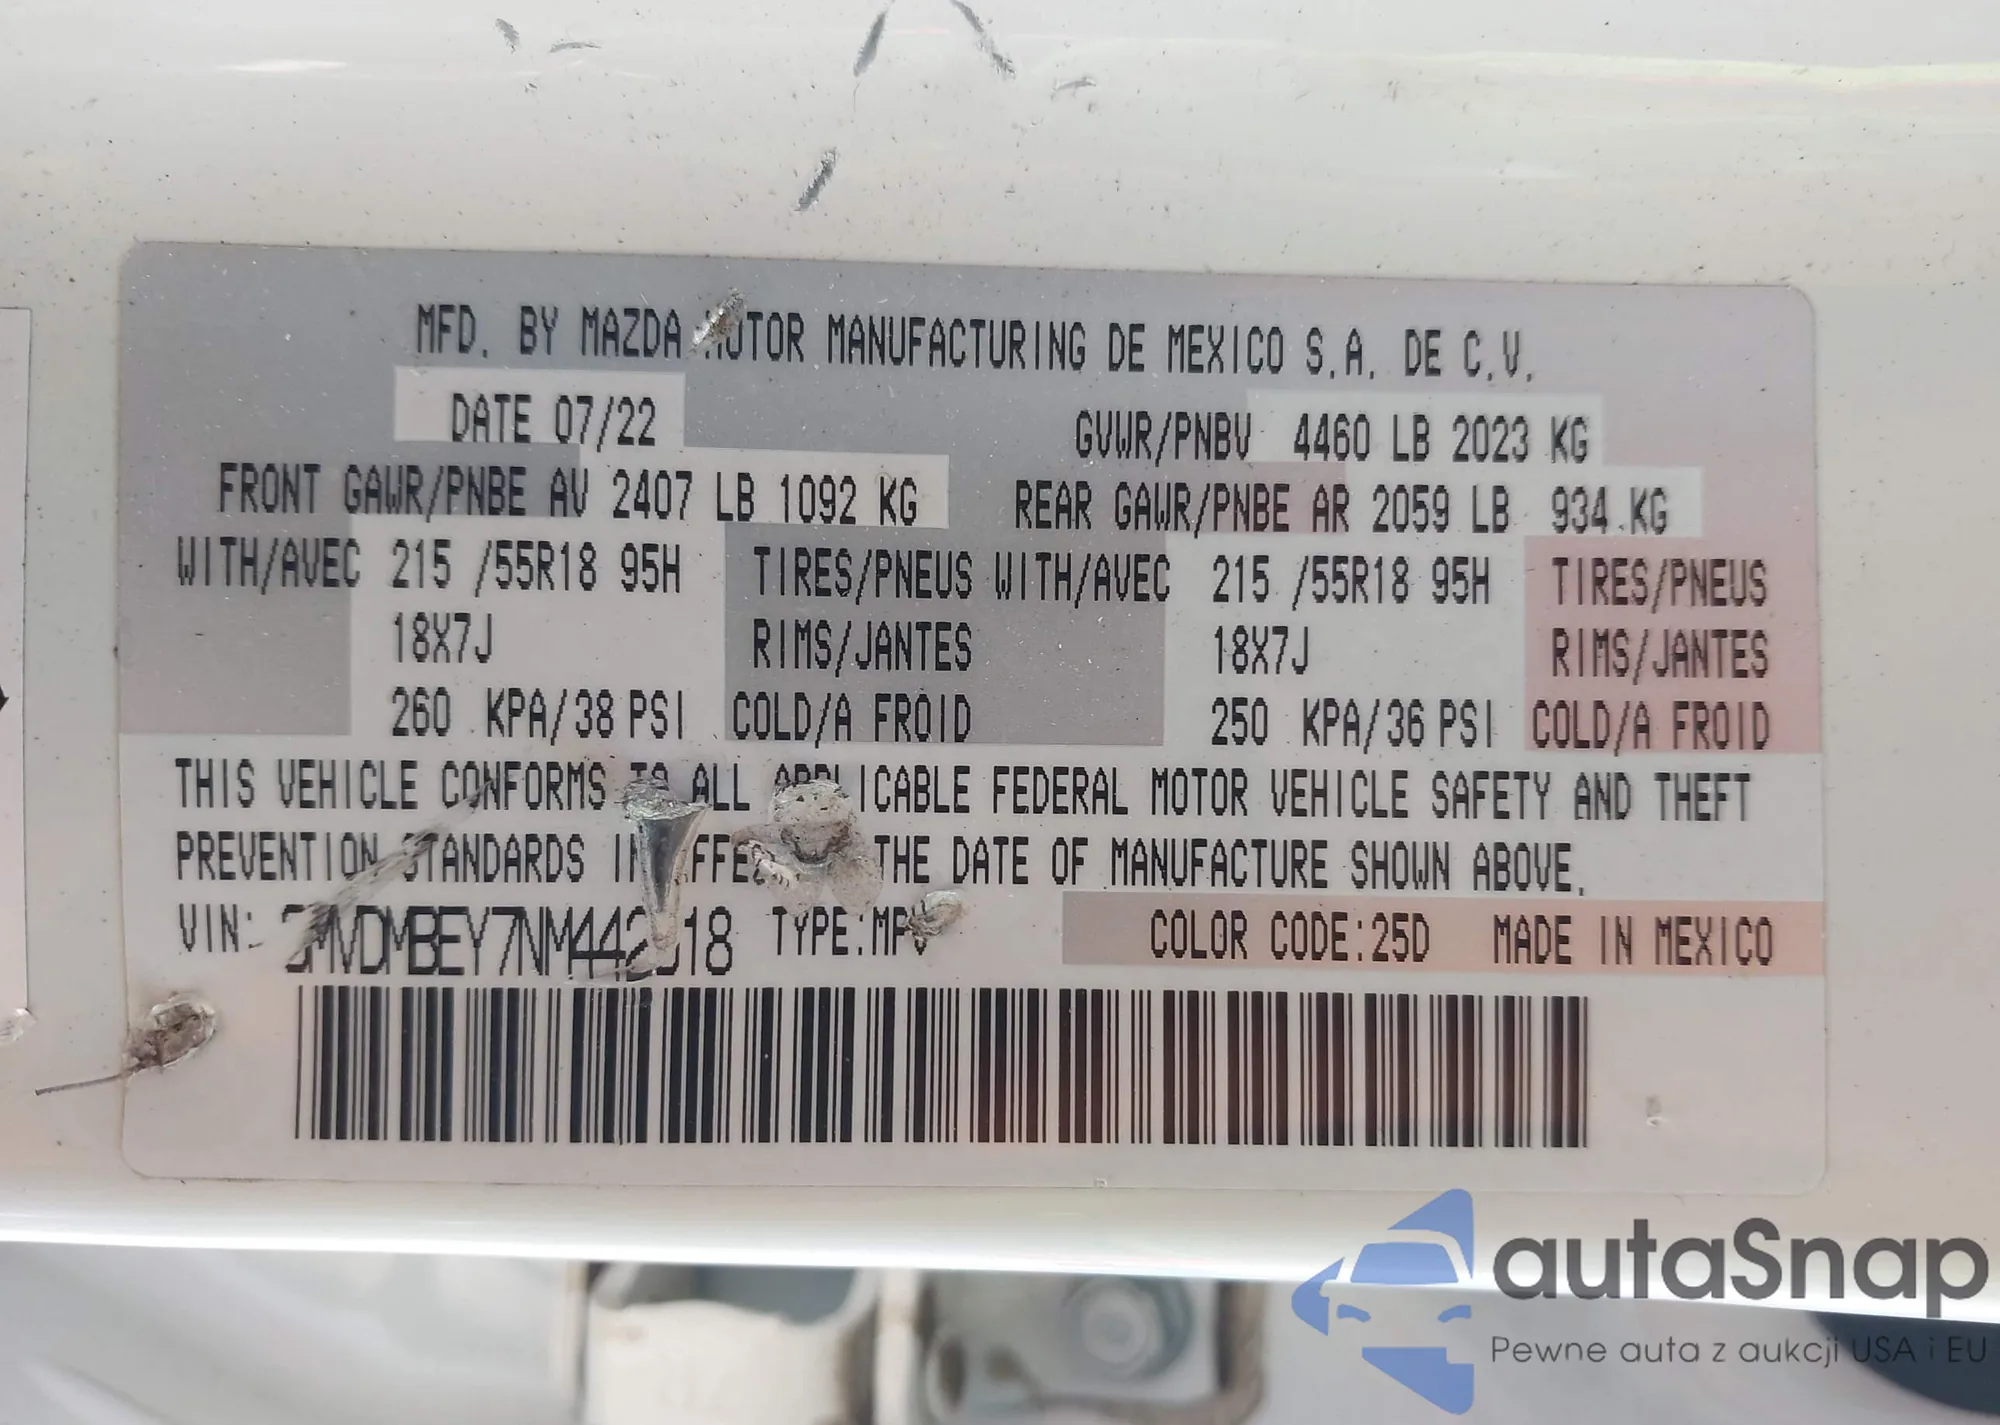 MFD. BY MAZDA MOTOR MANUFACTURING DE MEXICO S.A. DE C.V.
DATE 07/22 GVWR/PNBV 4460 LB 2023 KG
FRONT GAWR/PNBE AV 2407 LB 1092 KG REAR GAWR/PNBE AR 2059 LB 934 KG
WITH/AVEC 215 /55R18 95H TIRES/PNEUS WITH/AVEC 215 /55R18 95H TIRES/PNEUS
18X7J RIMS/JANTES 18X7J RIMS/JANTES
260 KPA/38 PSI COLD/A FROID 250 KPA/36 PSI COLD/A FROID
THIS VEHICLE CONFORMS TO ALL APPLICABLE FEDERAL MOTOR VEHICLE SAFETY AND THEFT
PREVENTION STANDARDS IN THE DATE OF MANUFACTURE SHOWN ABOVE.
VIN: TYPE:MPV COLOR CODE:25D MADE IN MEXICO
autaSnap
Pewne auta z aukcji USA i EU